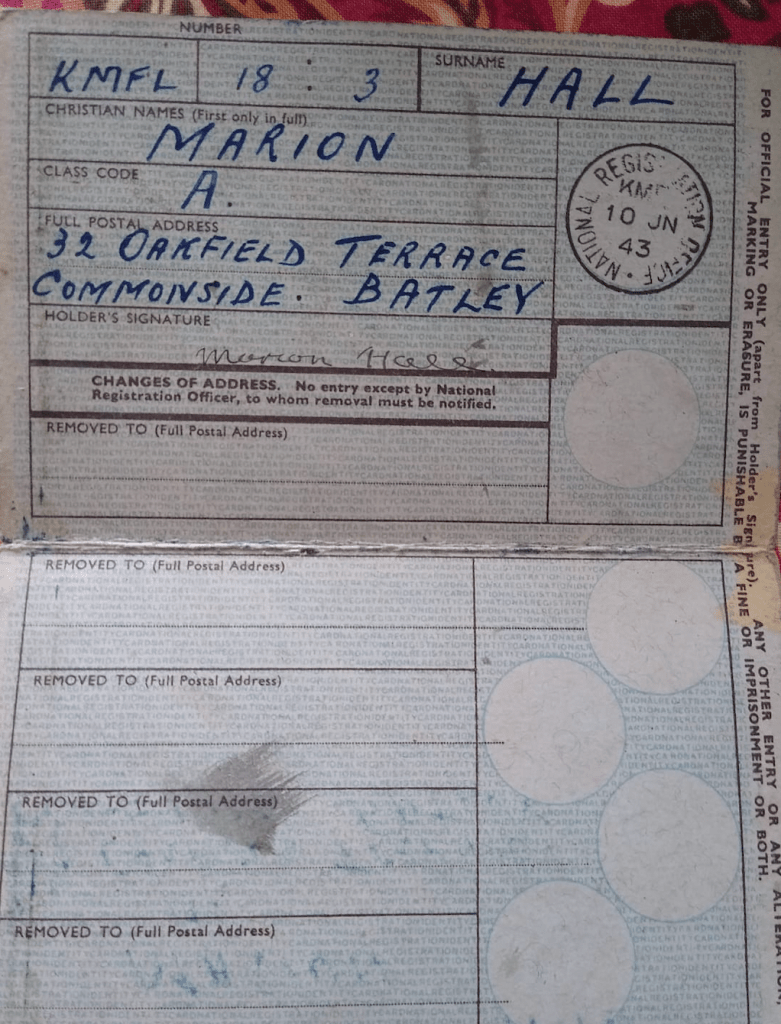 NUMBER
KMFL 18 : 3
SURNAME
HALL
CHRISTIAN NAMES (First only in full)
MARION
CLASS CODE
A.
FULL POSTAL ADDRESS
32 OAKFIELD TERRACE
COMMONSIDE. BATLEY
NATIONAL REGISTRATION OFFICE
10 JN
43
HOLDER'S SIGNATURE
Marion Hall
CHANGES OF ADDRESS. No entry except by National
Registration Officer, to whom removal must be notified.
REMOVED TO (Full Postal Address)
REMOVED TO (Full Postal Address)
REMOVED TO (Full Postal Address)
REMOVED TO (Full Postal Address)
REMOVED TO (Full Postal Address)
FOR OFFICIAL ENTRY ONLY (apart from Holder's Signature). ANY OTHER ENTRY OR ANY
MARKING OR ERASURE, IS PUNISHABLE BY A FINE OR IMPRISONMENT OR BOTH.